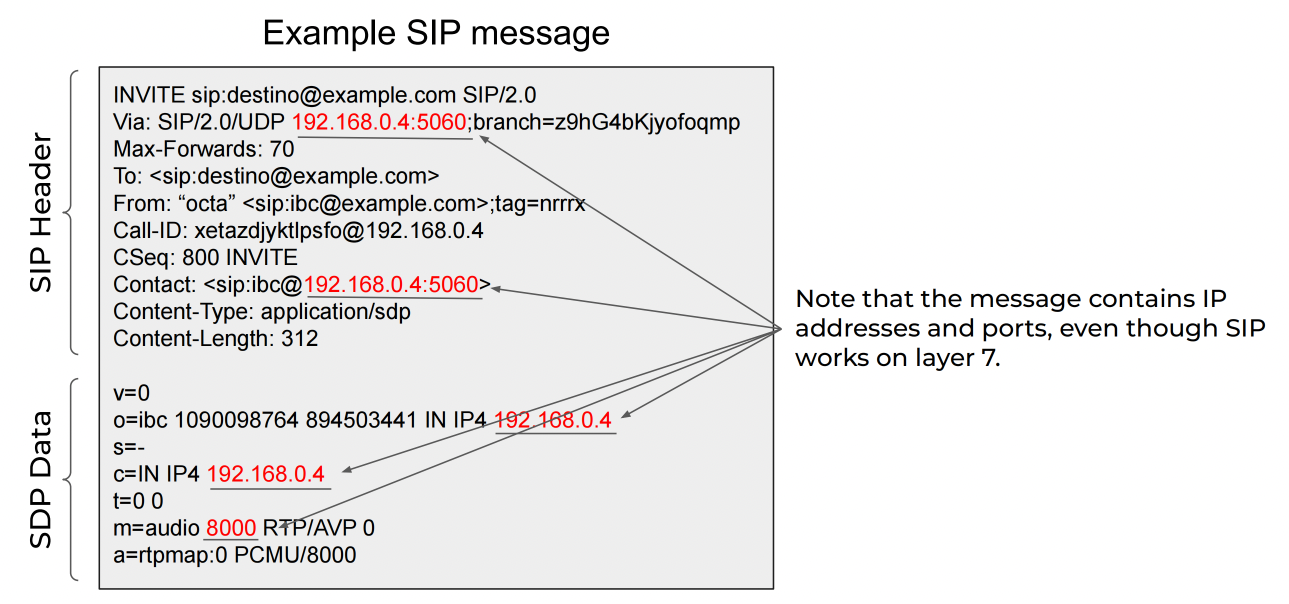 Example SIP message
SIP Header
INVITE sip:destino@example.com SIP/2.0
Via: SIP/2.0/UDP 192.168.0.4:5060;branch=z9hG4bKjyofoqmp
Max-Forwards: 70
To: <sip:destino@example.com>
From: “octa” <sip:ibc@example.com>;tag=nrrrx
Call-ID: xetazdjyktlpsfo@192.168.0.4
CSeq: 800 INVITE
Contact: <sip:ibc@192.168.0.4:5060>
Content-Type: application/sdp
Content-Length: 312
SDP Data
v=0
o=ibc 1090098764 894503441 IN IP4 192.168.0.4
s=-
c=IN IP4 192.168.0.4
t=0 0
m=audio 8000 RTP/AVP 0
a=rtpmap:0 PCMU/8000
Note that the message contains IP
addresses and ports, even though SIP
works on layer 7.